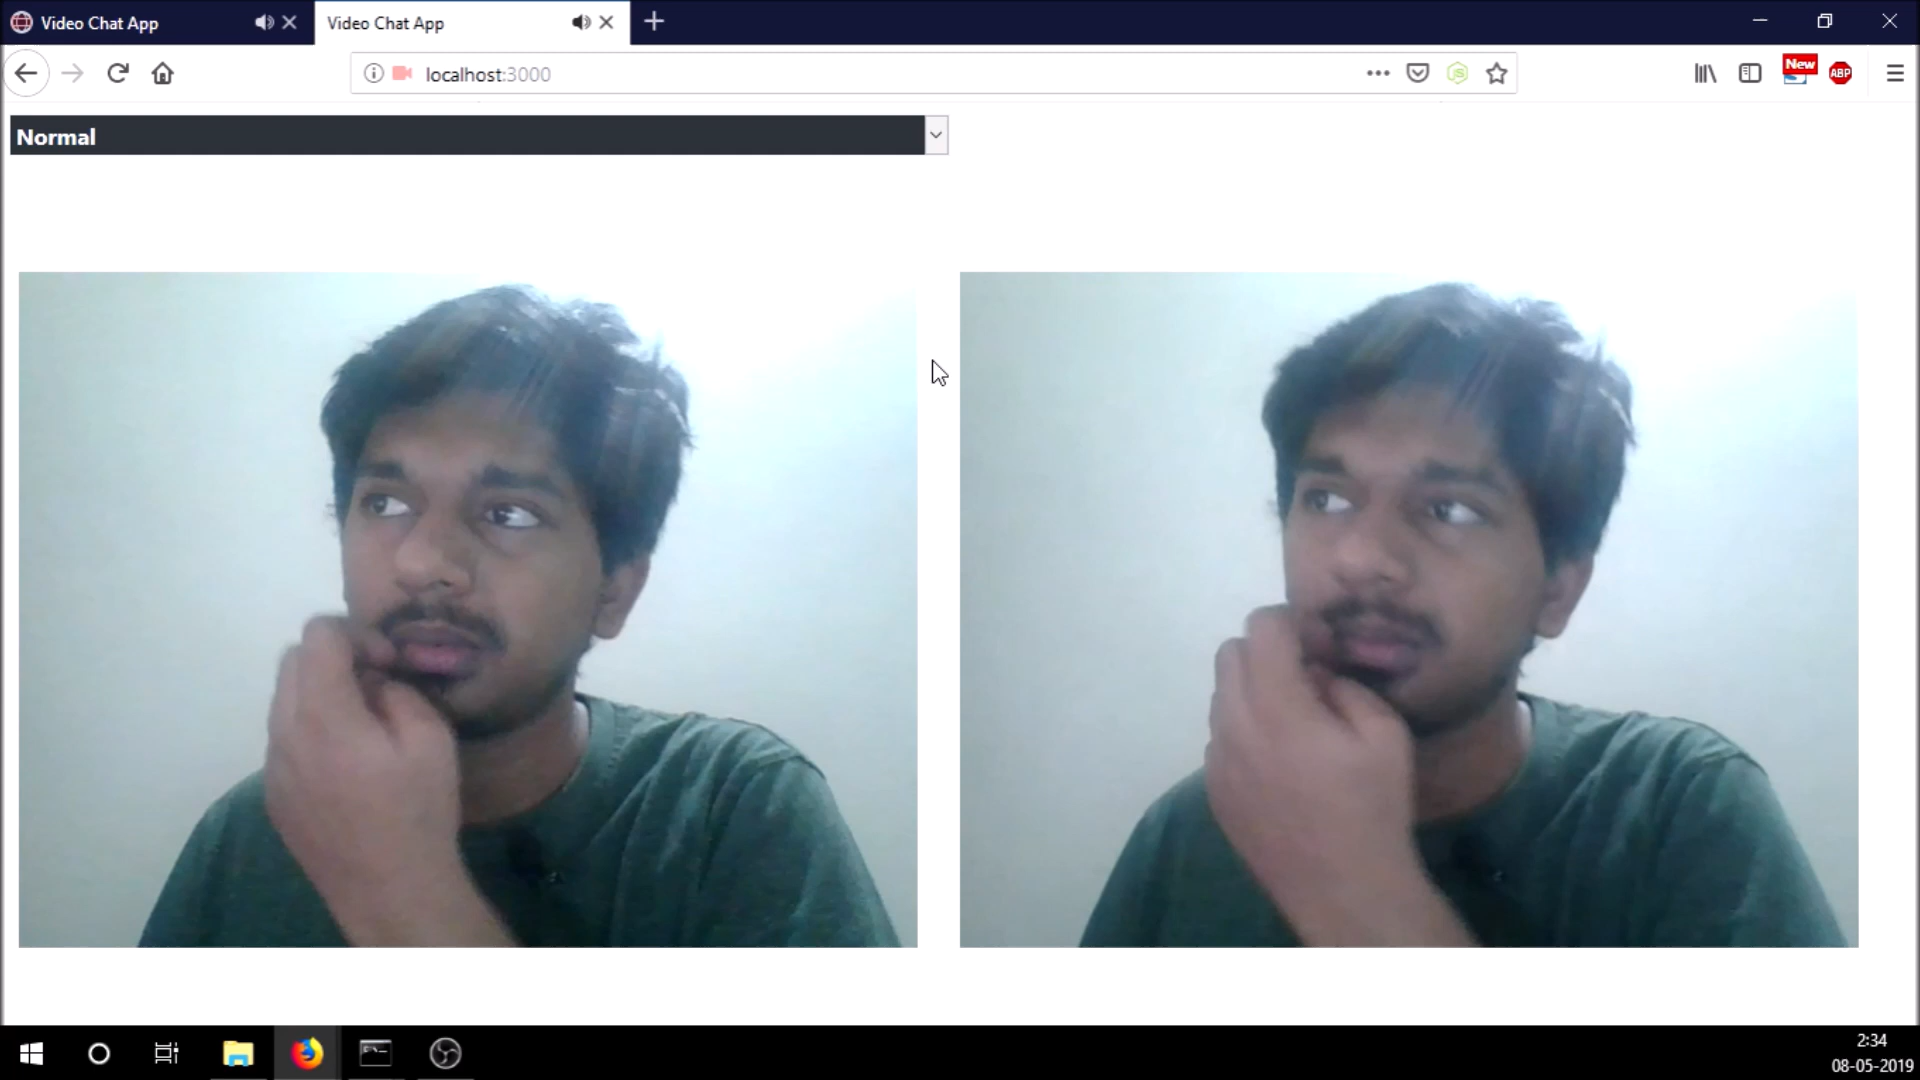 Video Chat App
Video Chat App
localhost:3000
New
ABP
Normal
2:34
08-05-2019